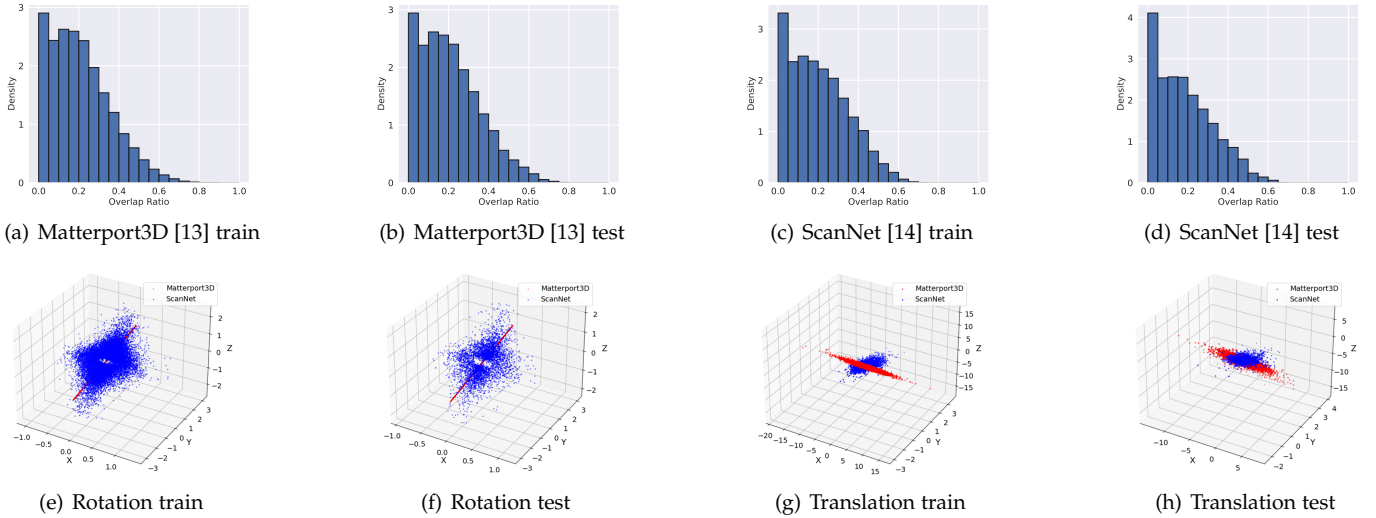 3
2
1
0
Density
0.0 0.2 0.4 0.6 0.8 1.0
Overlap Ratio
(a) Matterport3D [13] train
3
2
1
0
Density
0.0 0.2 0.4 0.6 0.8 1.0
Overlap Ratio
(b) Matterport3D [13] test
3
2
1
0
Density
0.0 0.2 0.4 0.6 0.8 1.0
Overlap Ratio
(c) ScanNet [14] train
4
3
2
1
0
Density
0.0 0.2 0.4 0.6 0.8 1.0
Overlap Ratio
(d) ScanNet [14] test
Matterport3D
ScanNet
2
1
0
−1
−2
Z
3
2
1
0
−1
−2
−3
Y
−1.0 −0.5 0.0 0.5 1.0
X
(e) Rotation train
Matterport3D
ScanNet
2
1
0
−1
−2
Z
3
2
1
0
−1
−2
−3
Y
−1.0 −0.5 0.0 0.5 1.0
X
(f) Rotation test
Matterport3D
ScanNet
15
10
5
0
−5
−10
−15
Z
3
2
1
0
−1
−2
−3
Y
−20 −15 −10 −5 0 5 10 15
X
(g) Translation train
Matterport3D
ScanNet
5
0
−5
−10
−15
Z
4
3
2
1
0
−1
−2
Y
−10 −5 0 5
X
(h) Translation test